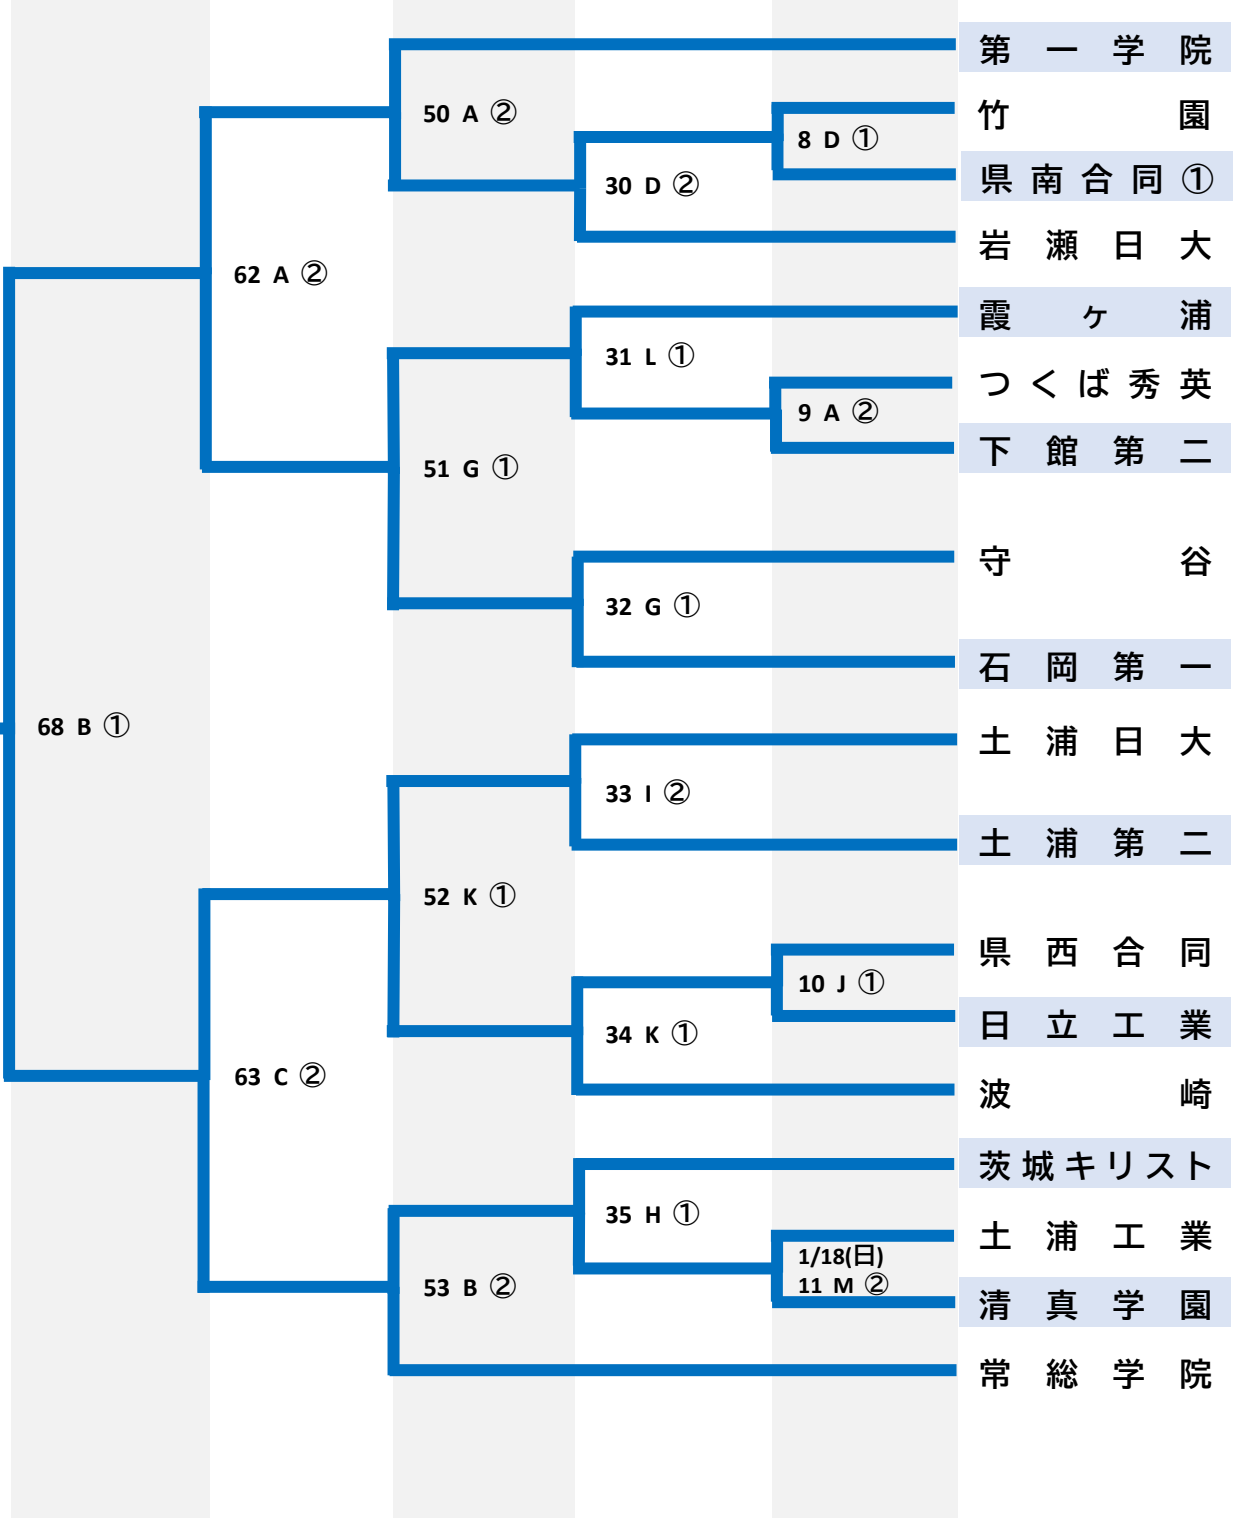 第一学院
50 A ②
竹園
8 D ①
県南合同①
30 D ②
岩瀬日大
62 A ②
霞ヶ浦
31 L ①
つくば秀英
9 A ②
下館第二
51 G ①
守谷
32 G ①
石岡第一
68 B ①
土浦日大
33 I ②
土浦第二
52 K ①
県西合同
10 J ①
日立工業
34 K ①
63 C ②
波崎
茨城キリスト
35 H ①
土浦工業
1/18(日)
11 M ②
53 B ②
清真学園
常総学院